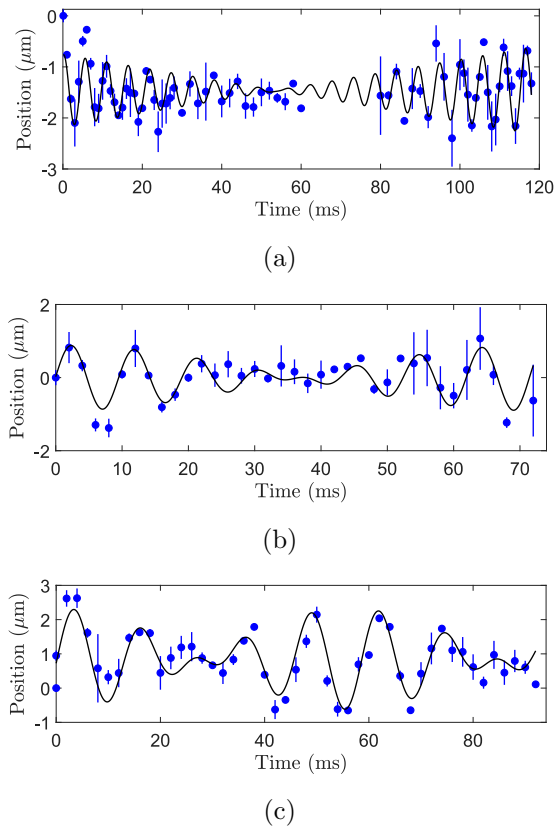 0
-1
-2
-3
Position (μm)
0 20 40 60 80 100 120
Time (ms)
(a)
2
0
-2
Position (μm)
0 10 20 30 40 50 60 70
Time (ms)
(b)
3
2
1
0
-1
Position (μm)
0 20 40 60 80
Time (ms)
(c)